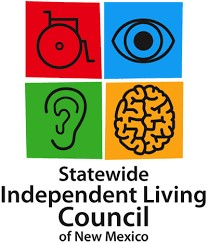 Statewide
Independent Living
Council
of New Mexico